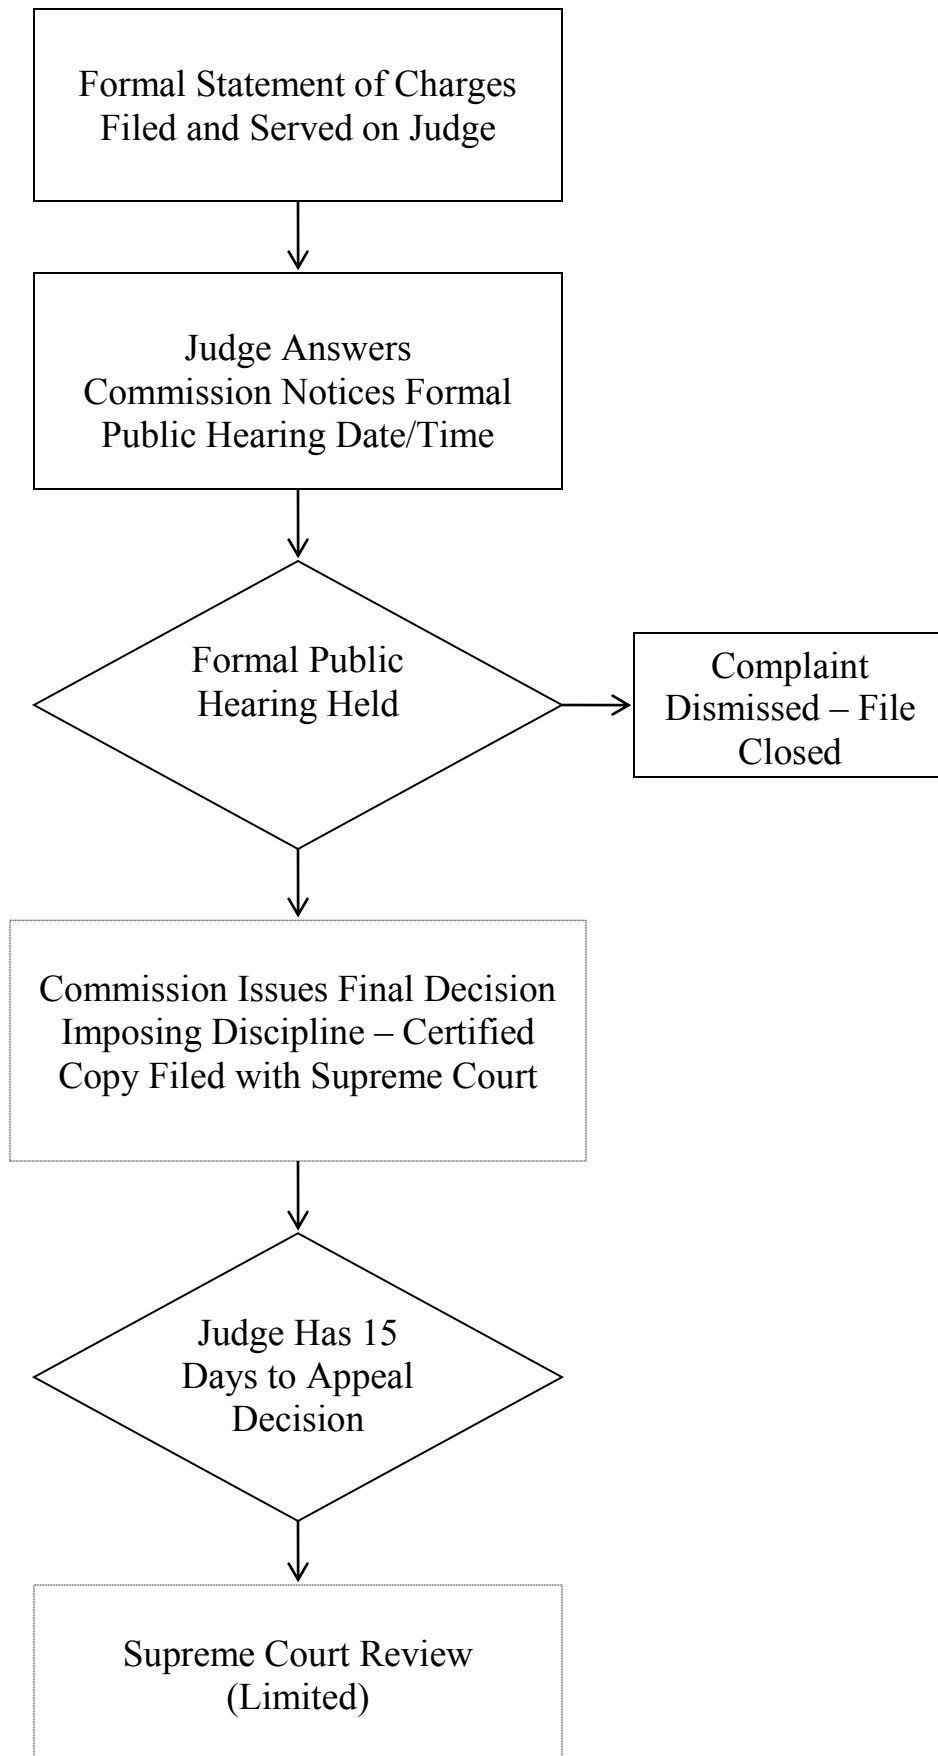 Formal Statement of Charges
Filed and Served on Judge
Judge Answers
Commission Notices Formal
Public Hearing Date/Time
Formal Public
Hearing Held
Complaint
Dismissed – File
Closed
Commission Issues Final Decision
Imposing Discipline – Certified
Copy Filed with Supreme Court
Judge Has 15
Days to Appeal
Decision
Supreme Court Review
(Limited)